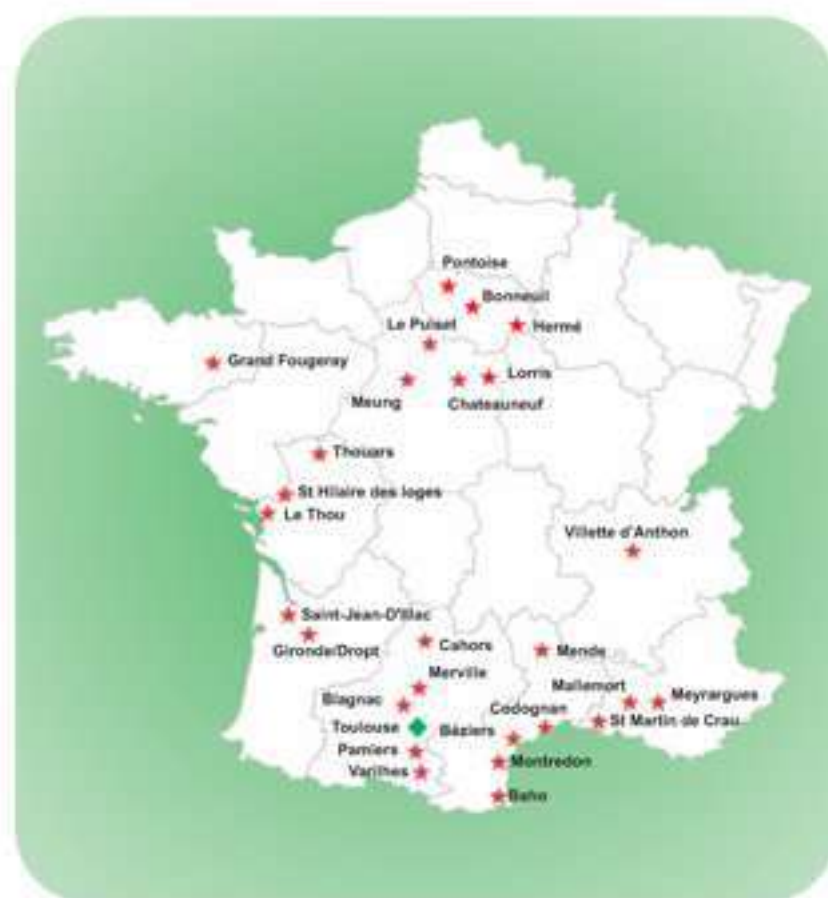 Pontoise
Bonneuil
Le Puiset
Hermé
Grand Fougeray
Lorris
Meung
Chateauneuf
Thouars
St Hilaire des loges
Le Thou
Villette d'Anthon
Saint-Jean-D'Illac
Cahors
Gironde/Dropt
Mende
Merville
Mallemort
Meyrargues
Blagnac
Codognan
St Martin de Crau
Toulouse
Béziers
Pamiers
Montredon
Varilhes
Baho